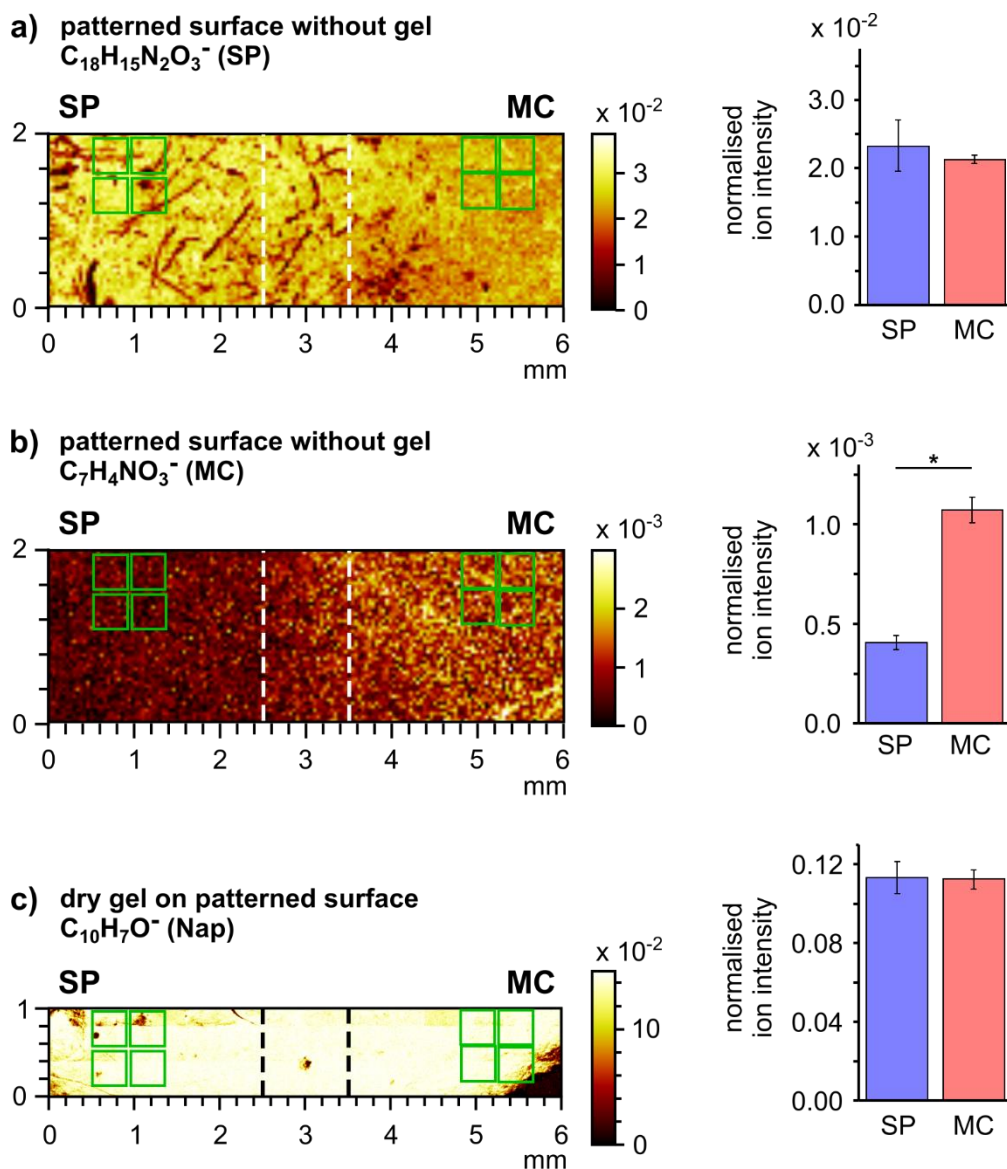 a) patterned surface without gel
C₁₈H₁₅N₂O₃⁻ (SP)
SP MC
2
0
0 1 2 3 4 5 6
mm
x 10⁻²
3
2
1
0
x 10⁻²
3.0
2.0
1.0
0.0
normalised
ion intensity
SP MC
b) patterned surface without gel
C₇H₄NO₃⁻ (MC)
SP MC
2
0
0 1 2 3 4 5 6
mm
x 10⁻³
2
1
0
x 10⁻³
*
1.0
0.5
0.0
normalised
ion intensity
SP MC
c) dry gel on patterned surface
C₁₀H₇O⁻ (Nap)
SP MC
1
0
0 1 2 3 4 5 6
mm
x 10⁻²
10
0
0.12
0.08
0.04
0.00
normalised
ion intensity
SP MC